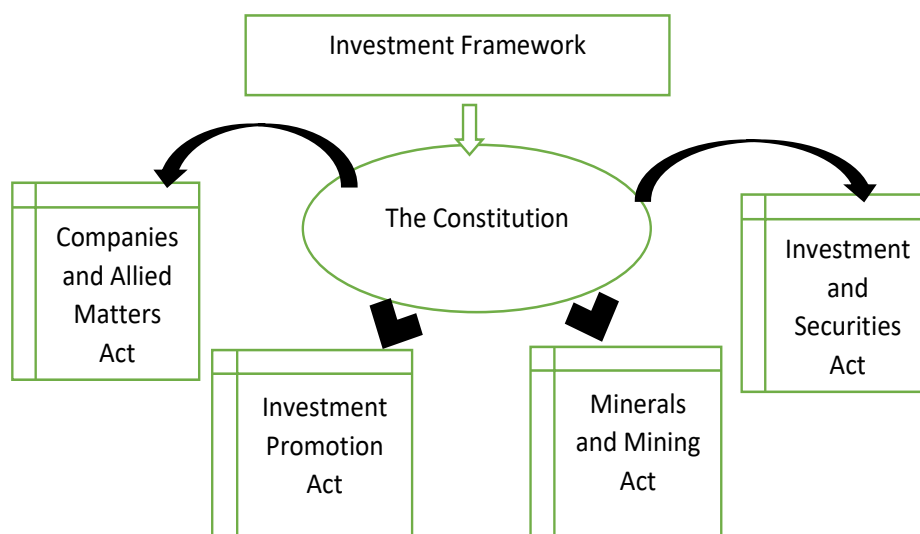 Investment Framework
The Constitution
Companies
and Allied
Matters
Act
Investment
and
Securities
Act
Investment
Promotion
Act
Minerals
and Mining
Act